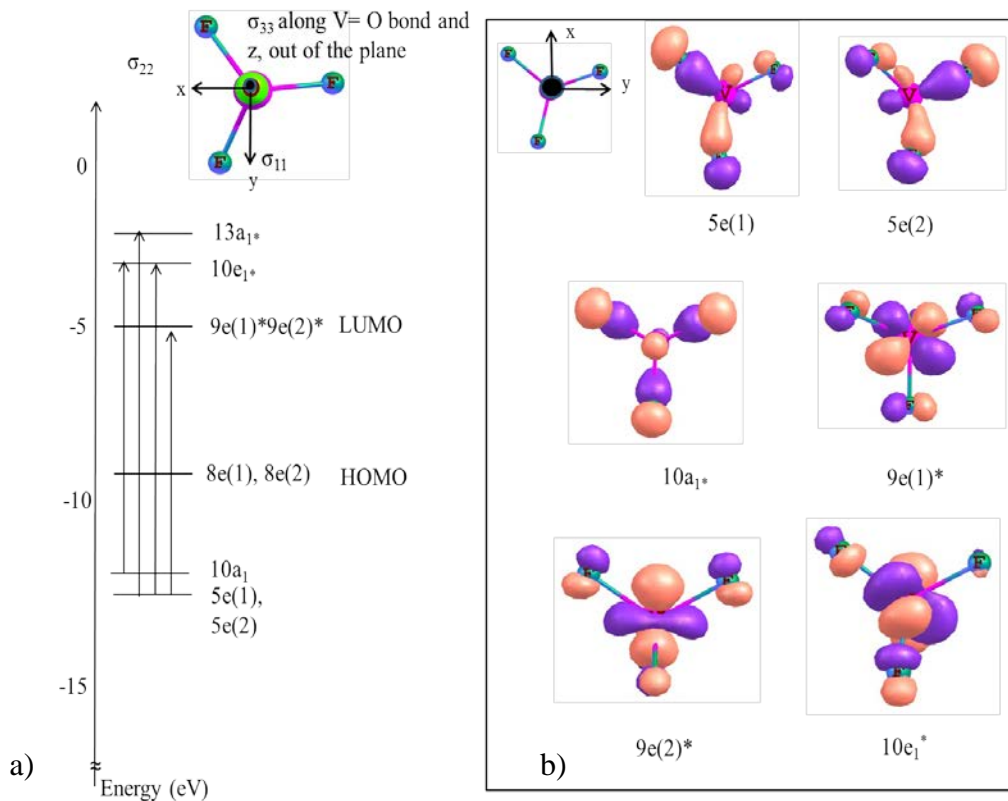 σ33 along V= O bond and
z, out of the plane
σ22
F
F
F
x
σ11
y
0
13a1*
10e1*
-5
9e(1)*9e(2)*
LUMO
8e(1), 8e(2)
HOMO
-10
10a1
5e(1),
5e(2)
-15
a)
≈
Energy (eV)
x
y
F
F
F
F
V
5e(1)
F
V
5e(2)
10a1*
F
F
V
F
9e(1)*
F
F
9e(2)*
F
F
F
10e1*
b)